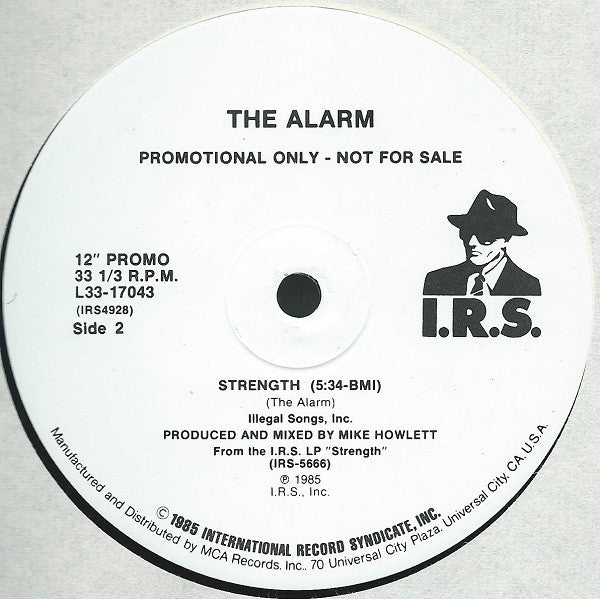 THE ALARM
PROMOTIONAL ONLY - NOT FOR SALE
12" PROMO
33 1/3 R.P.M.
L33-17043
(IRS4928)
Side 2
I.R.S.
STRENGTH (5:34-BMI)
(The Alarm)
Illegal Songs, Inc.
PRODUCED AND MIXED BY MIKE HOWLETT
From the I.R.S. LP "Strength"
(IRS-5666)
℗ 1985
I.R.S., Inc.
© 1985 INTERNATIONAL RECORD SYNDICATE, INC.
Manufactured and Distributed by MCA Records. Inc., 70 Universal City Plaza, Universal City, CA. U.S.A.